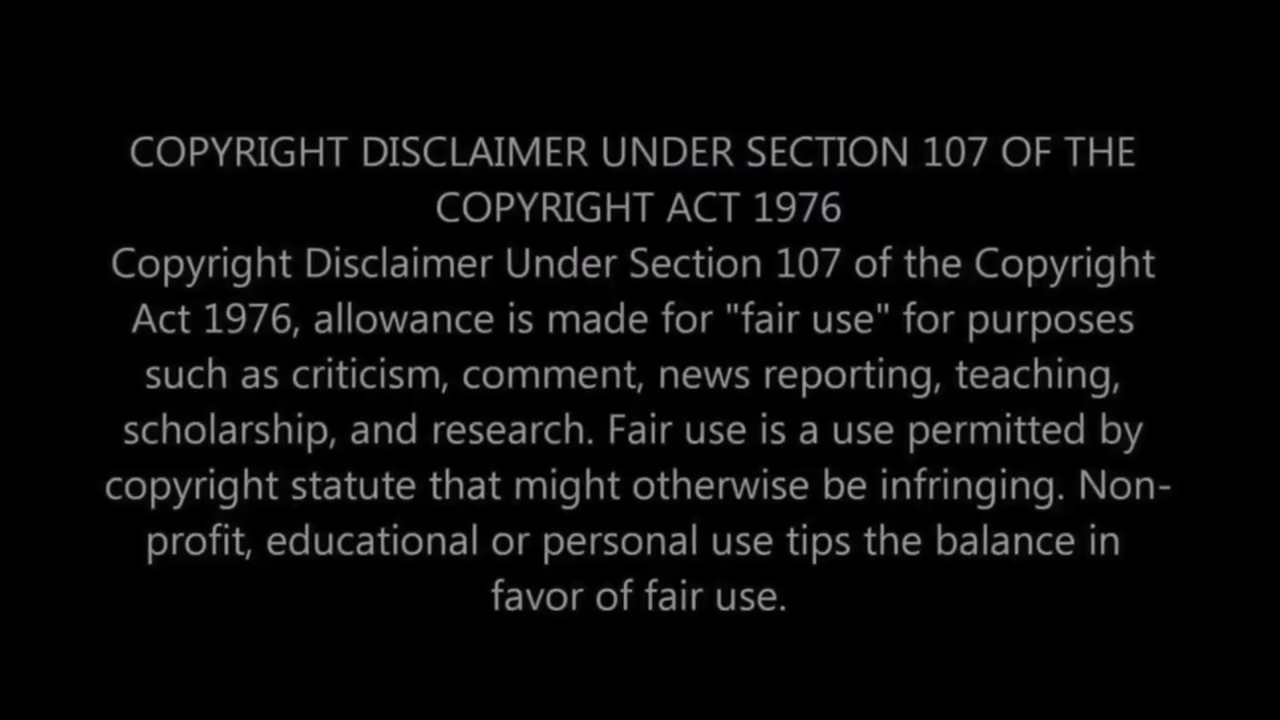 COPYRIGHT DISCLAIMER UNDER SECTION 107 OF THE
COPYRIGHT ACT 1976
Copyright Disclaimer Under Section 107 of the Copyright
Act 1976, allowance is made for "fair use" for purposes
such as criticism, comment, news reporting, teaching,
scholarship, and research. Fair use is a use permitted by
copyright statute that might otherwise be infringing. Non-
profit, educational or personal use tips the balance in
favor of fair use.